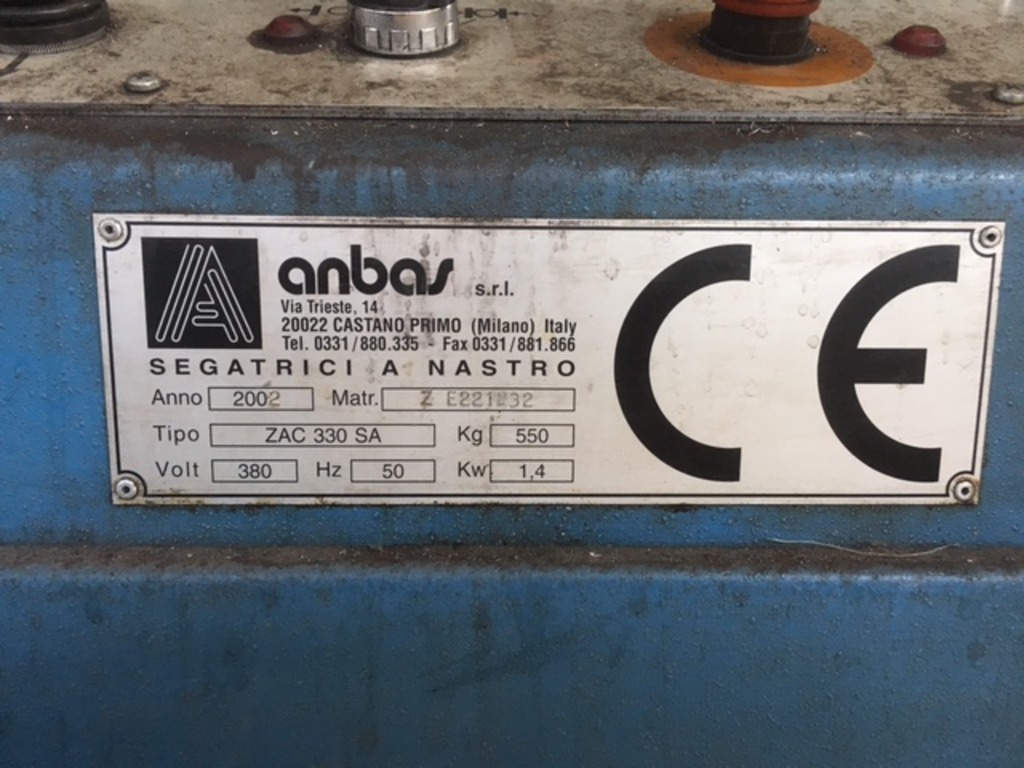 anbas s.r.l.
Via Trieste, 14
20022 CASTANO PRIMO (Milano) Italy
Tel. 0331/880.335 - Fax 0331/881.866
SEGATRICI A NASTRO
Anno 2002 Matr. Z E221232
Tipo ZAC 330 SA Kg 550
Volt 380 Hz 50 Kw 1,4
CE